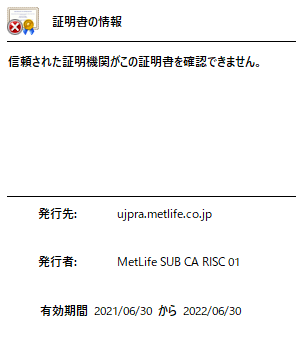 証明書の情報
信頼された証明機関がこの証明書を確認できません。
発行先: ujpra.metlife.co.jp
発行者: MetLife SUB CA RISC 01
有効期間 2021/06/30 から 2022/06/30